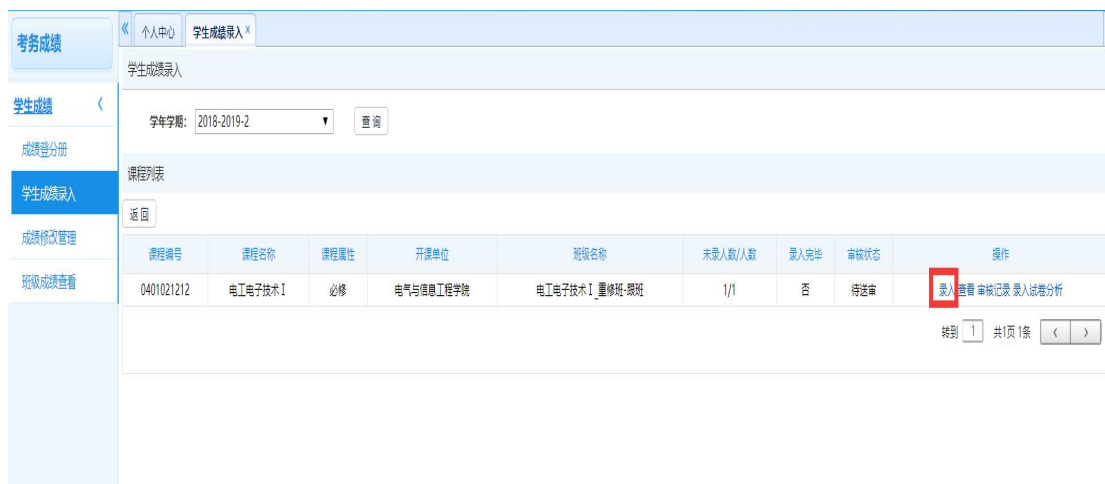 考务成绩
学生成绩
成绩登分册
学生成绩录入
成绩修改管理
班级成绩查看
个人中心 学生成绩录入
学生成绩录入
学年学期: 2018-2019-2 查 询
课程列表
返 回
课程编号 课程名称 课程属性 开课单位 班级名称 未录人数/人数 录入完毕 审核状态 操作
0401021212 电工电子技术Ⅰ 必修 电气与信息工程学院 电工电子技术Ⅰ_重修班-跟班 1/1 否 待送审 录入 查看 审核记录 录入试卷分析
转到 1 共1页 1条